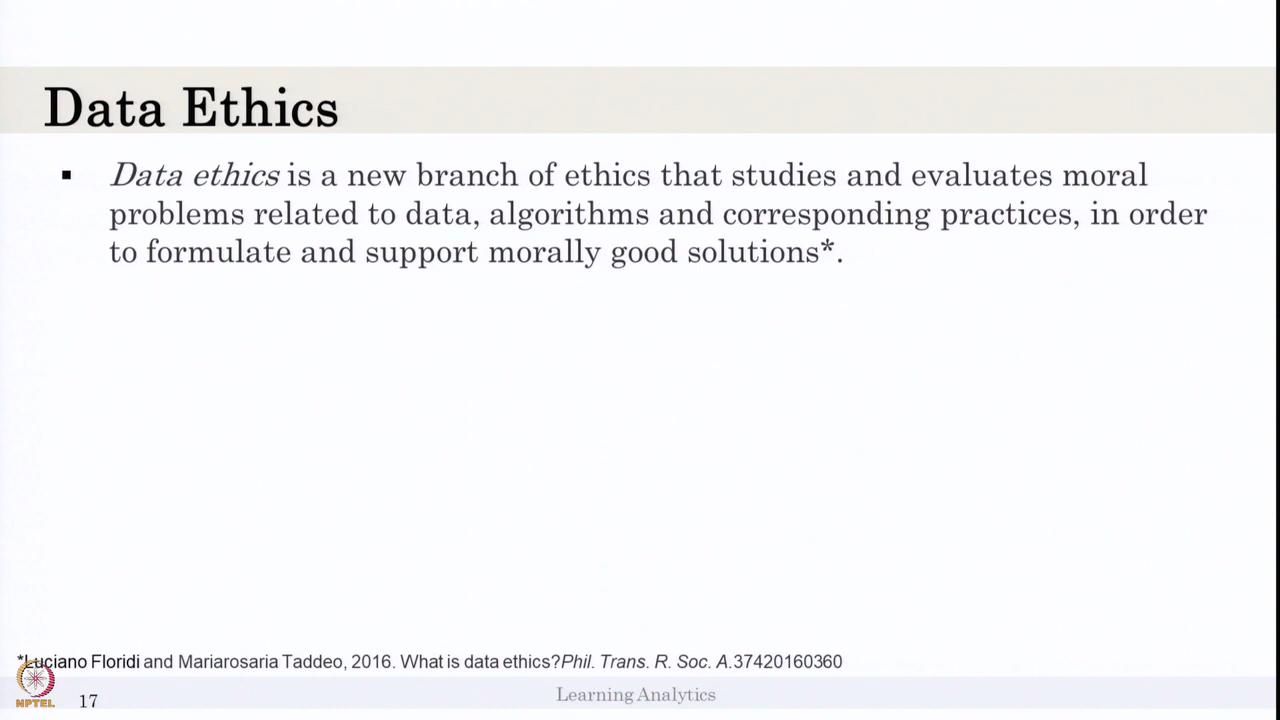 Data Ethics
▪ Data ethics is a new branch of ethics that studies and evaluates moral
problems related to data, algorithms and corresponding practices, in order
to formulate and support morally good solutions*.
*Luciano Floridi and Mariarosaria Taddeo, 2016. What is data ethics?Phil. Trans. R. Soc. A.37420160360
NPTEL
17
Learning Analytics